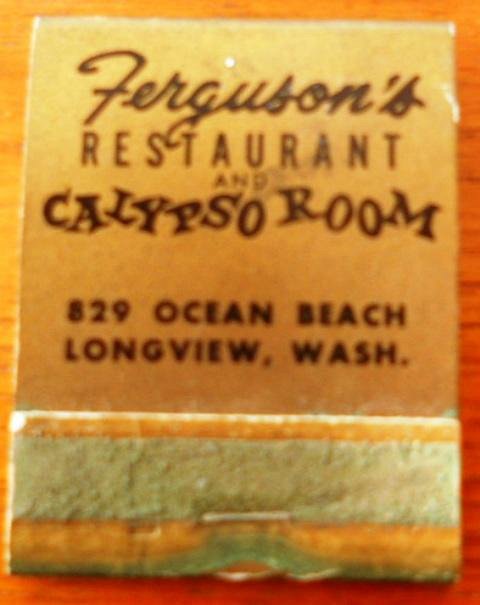 Ferguson's
RESTAURANT
AND
CALYPSO ROOM
829 OCEAN BEACH
LONGVIEW, WASH.